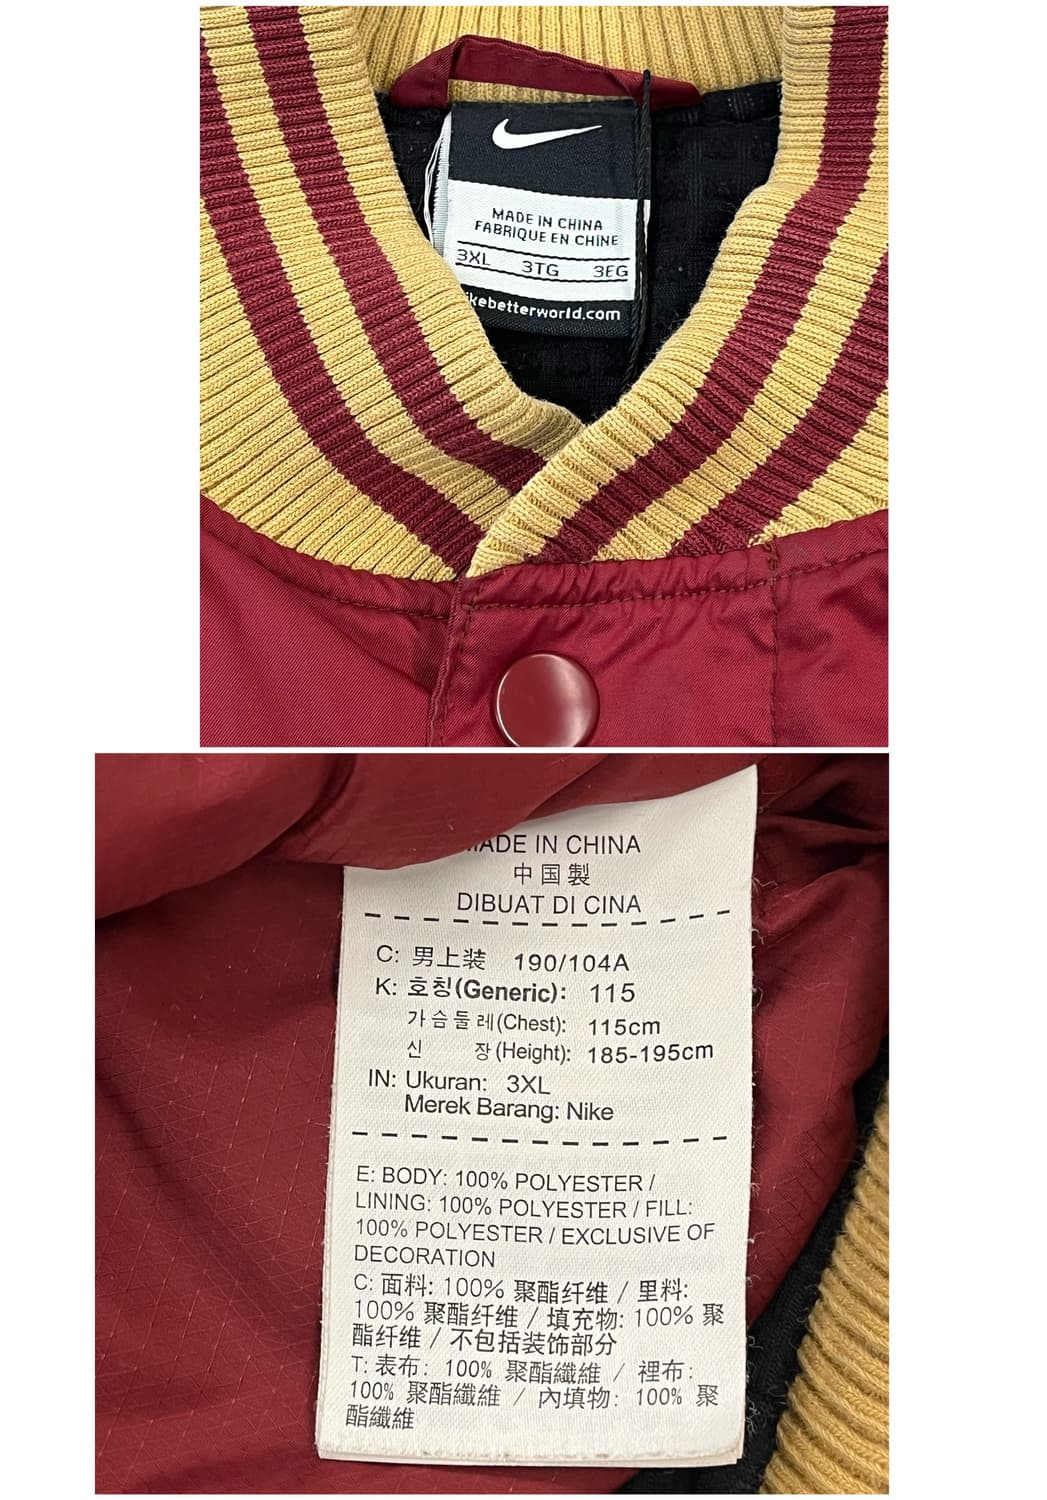 MADE IN CHINA
FABRIQUE EN CHINE
3XL 3TG 3EG
kebetterworld.com
MADE IN CHINA
中国製
DIBUAT DI CINA
C: 男上装 190/104A
K: 호칭(Generic): 115
가슴둘레(Chest): 115cm
신 장(Height): 185-195cm
IN: Ukuran: 3XL
Merek Barang: Nike
E: BODY: 100% POLYESTER /
LINING: 100% POLYESTER / FILL:
100% POLYESTER / EXCLUSIVE OF
DECORATION
C: 面料: 100% 聚酯纤维 / 里料:
100% 聚酯纤维 / 填充物: 100% 聚
酯纤维 / 不包括装饰部分
T: 表布: 100% 聚酯纖維 / 裡布:
100% 聚酯纖維 / 內填物: 100% 聚
酯纖維